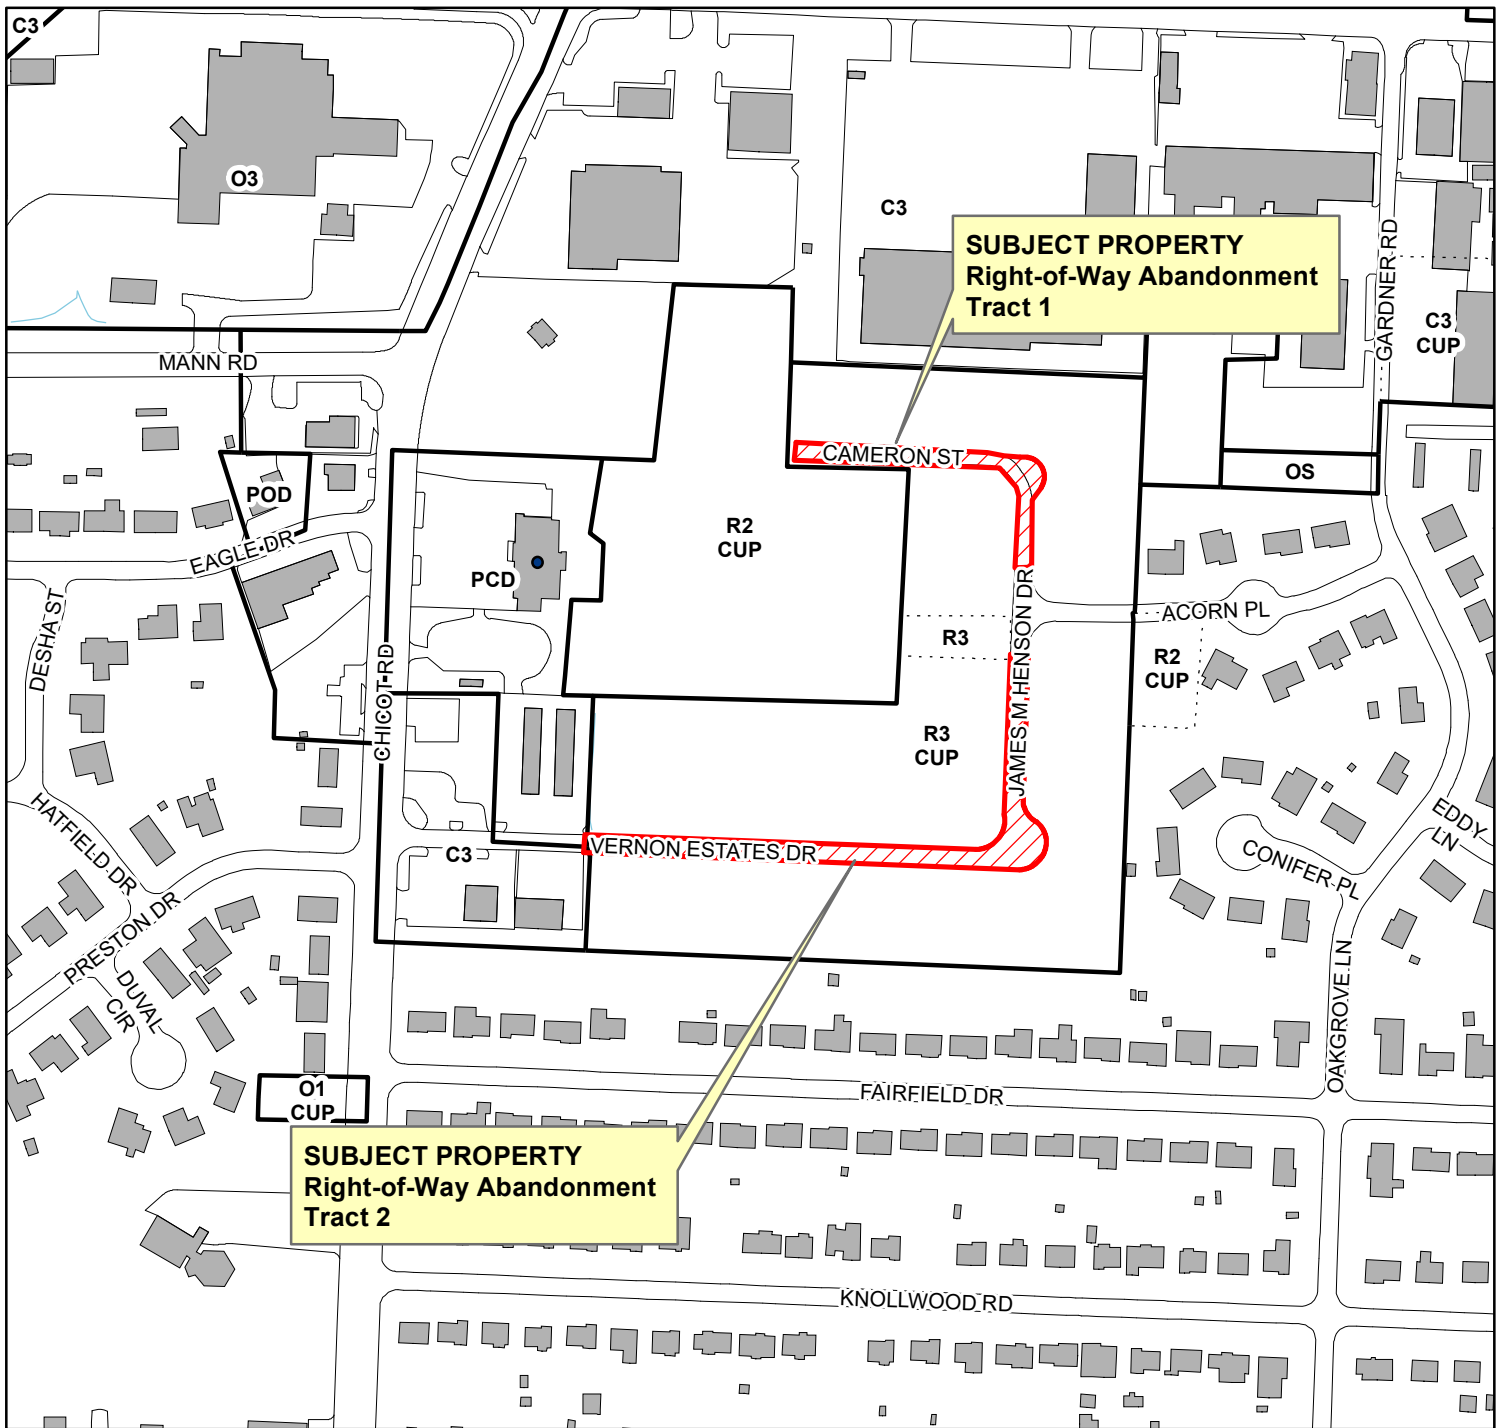 C3
O3
C3
SUBJECT PROPERTY
Right-of-Way Abandonment
Tract 1
GARDNER RD
C3
CUP
MANN RD
CAMERON ST
OS
POD
R2
CUP
EAGLE DR
PCD
DESHA ST
JAMES M HENSON DR
ACORN PL
R3
R2
CUP
CHICOT RD
R3
CUP
HATFIELD DR
EDDY
LN
VERNON ESTATES DR
C3
CONIFER PL
PRESTON DR
DUVAL
CIR
OAKGROVE LN
O1
CUP
FAIRFIELD DR
SUBJECT PROPERTY
Right-of-Way Abandonment
Tract 2
KNOLLWOOD RD